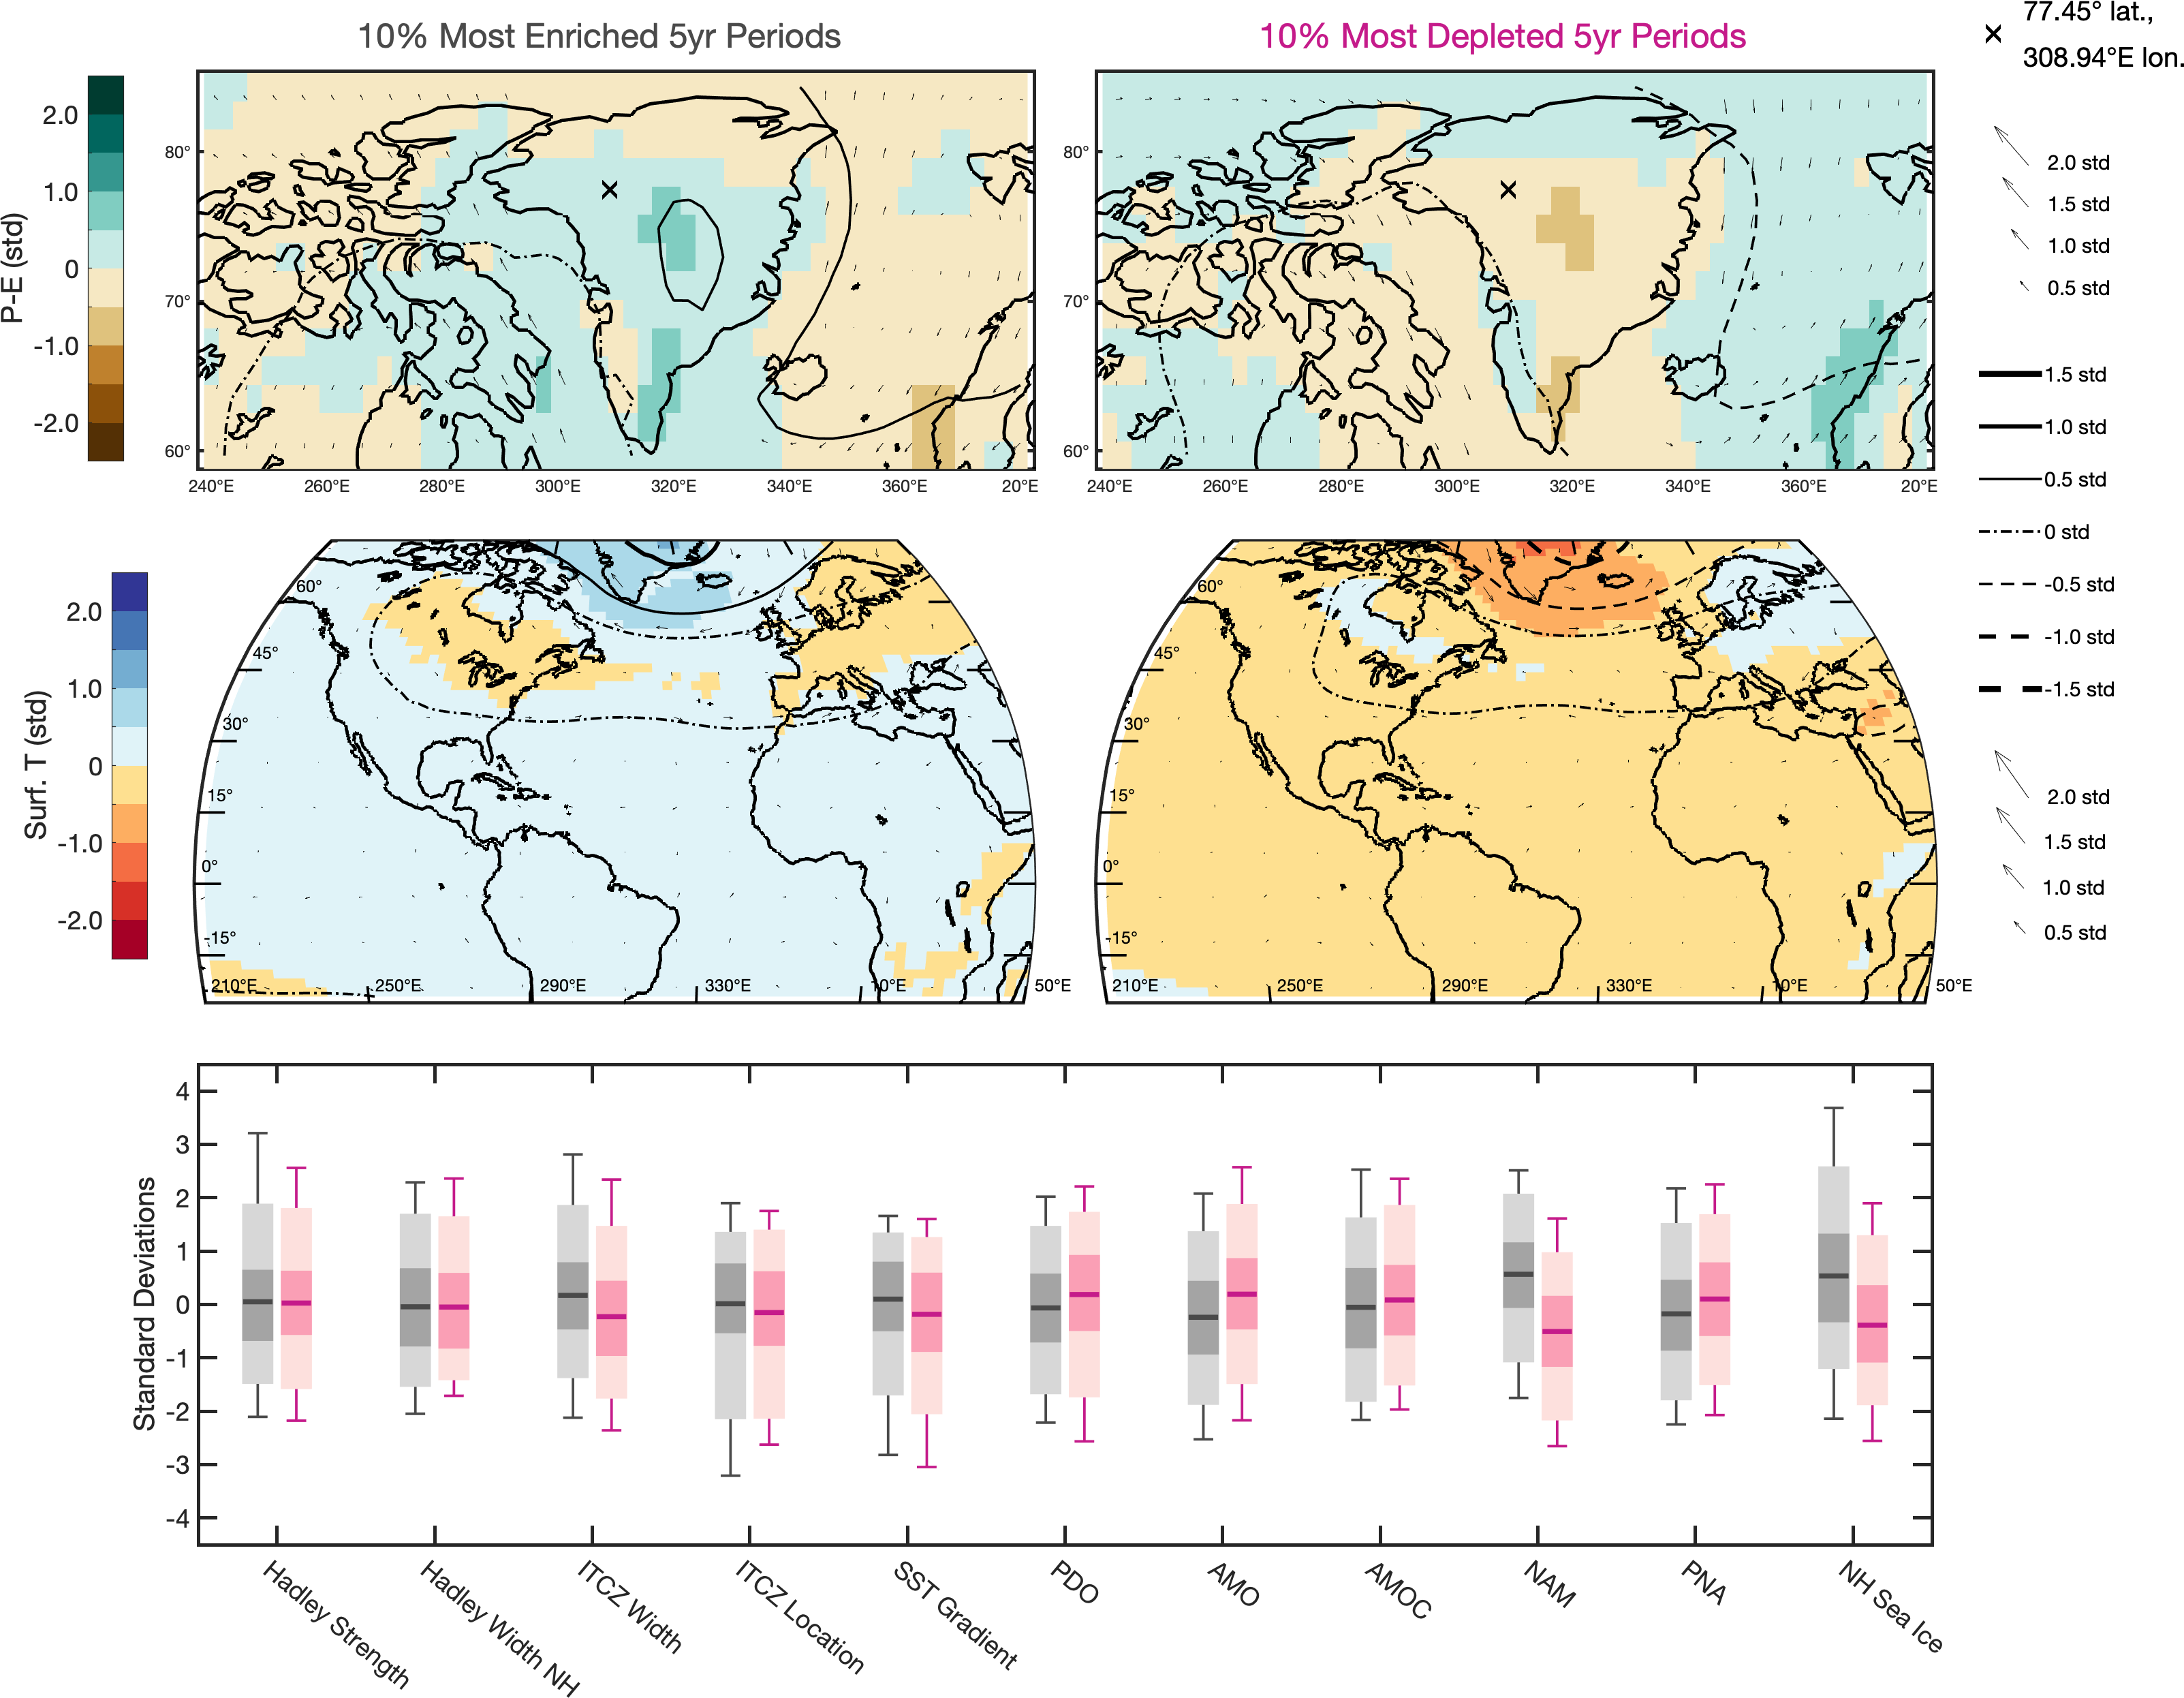 10% Most Enriched 5yr Periods
10% Most Depleted 5yr Periods
77.45° lat.,
308.94°E lon.
P-E (std)
2.0
1.0
0
-1.0
-2.0
80°
70°
60°
240°E 260°E 280°E 300°E 320°E 340°E 360°E 20°E
80°
70°
60°
240°E 260°E 280°E 300°E 320°E 340°E 360°E 20°E
2.0 std
1.5 std
1.0 std
0.5 std
1.5 std
1.0 std
0.5 std
0 std
-0.5 std
-1.0 std
-1.5 std
2.0 std
1.5 std
1.0 std
0.5 std
Surf. T (std)
2.0
1.0
0
-1.0
-2.0
60°
45°
30°
15°
0°
-15°
210°E 250°E 290°E 330°E 10°E 50°E
60°
45°
30°
15°
0°
-15°
210°E 250°E 290°E 330°E 10°E 50°E
Standard Deviations
4
3
2
1
0
-1
-2
-3
-4
Hadley Strength
Hadley Width NH
ITCZ Width
ITCZ Location
SST Gradient
PDO
AMO
AMOC
NAM
PNA
NH Sea Ice